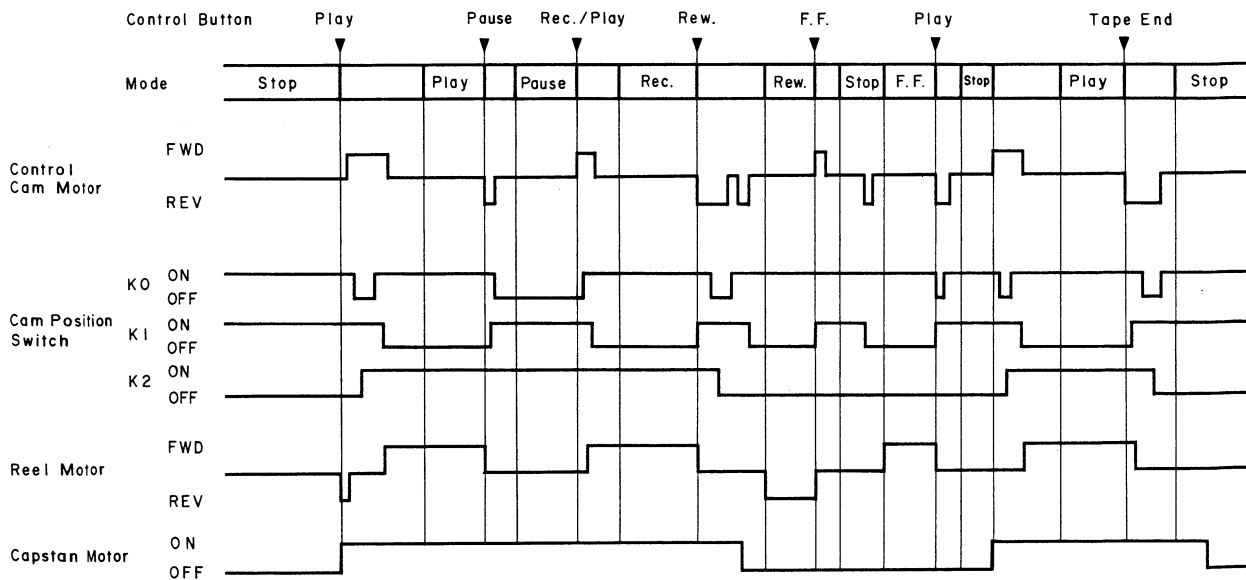 Control Button Play Pause Rec./Play Rew. F.F. Play Tape End
Mode Stop Play Pause Rec. Rew. Stop F.F. Stop Play Stop
Control
Cam Motor
FWD
REV
Cam Position
Switch
K0 ON
OFF
K1 ON
OFF
K2 ON
OFF
Reel Motor
FWD
REV
Capstan Motor
ON
OFF